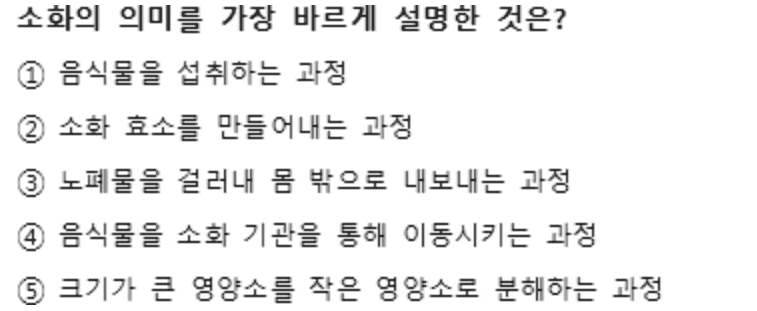 소화의 의미를 가장 바르게 설명한 것은?
① 음식물을 섭취하는 과정
② 소화 효소를 만들어내는 과정
③ 노폐물을 걸러내 몸 밖으로 내보내는 과정
④ 음식물을 소화 기관을 통해 이동시키는 과정
⑤ 크기가 큰 영양소를 작은 영양소로 분해하는 과정